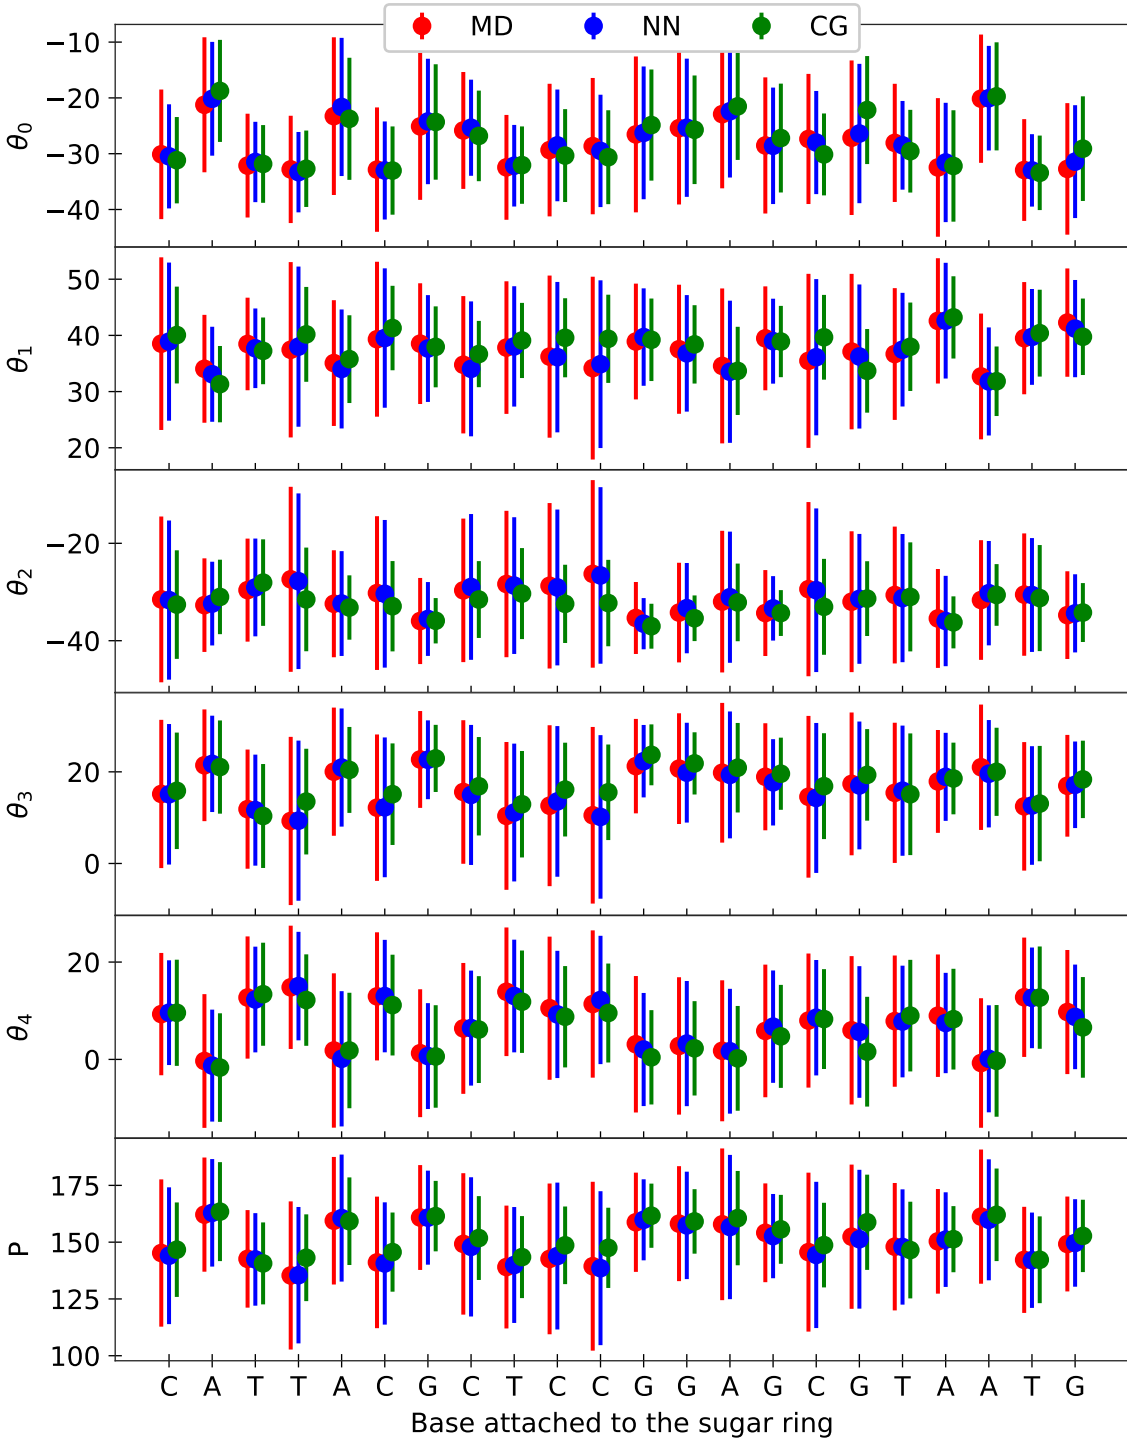 MD NN CG
−10
−20
−30
−40
θ0
50
40
30
20
θ1
−20
−40
θ2
20
0
θ3
20
0
θ4
175
150
125
100
P
C A T T A C G C T C C G G A G C G T A A T G
Base attached to the sugar ring